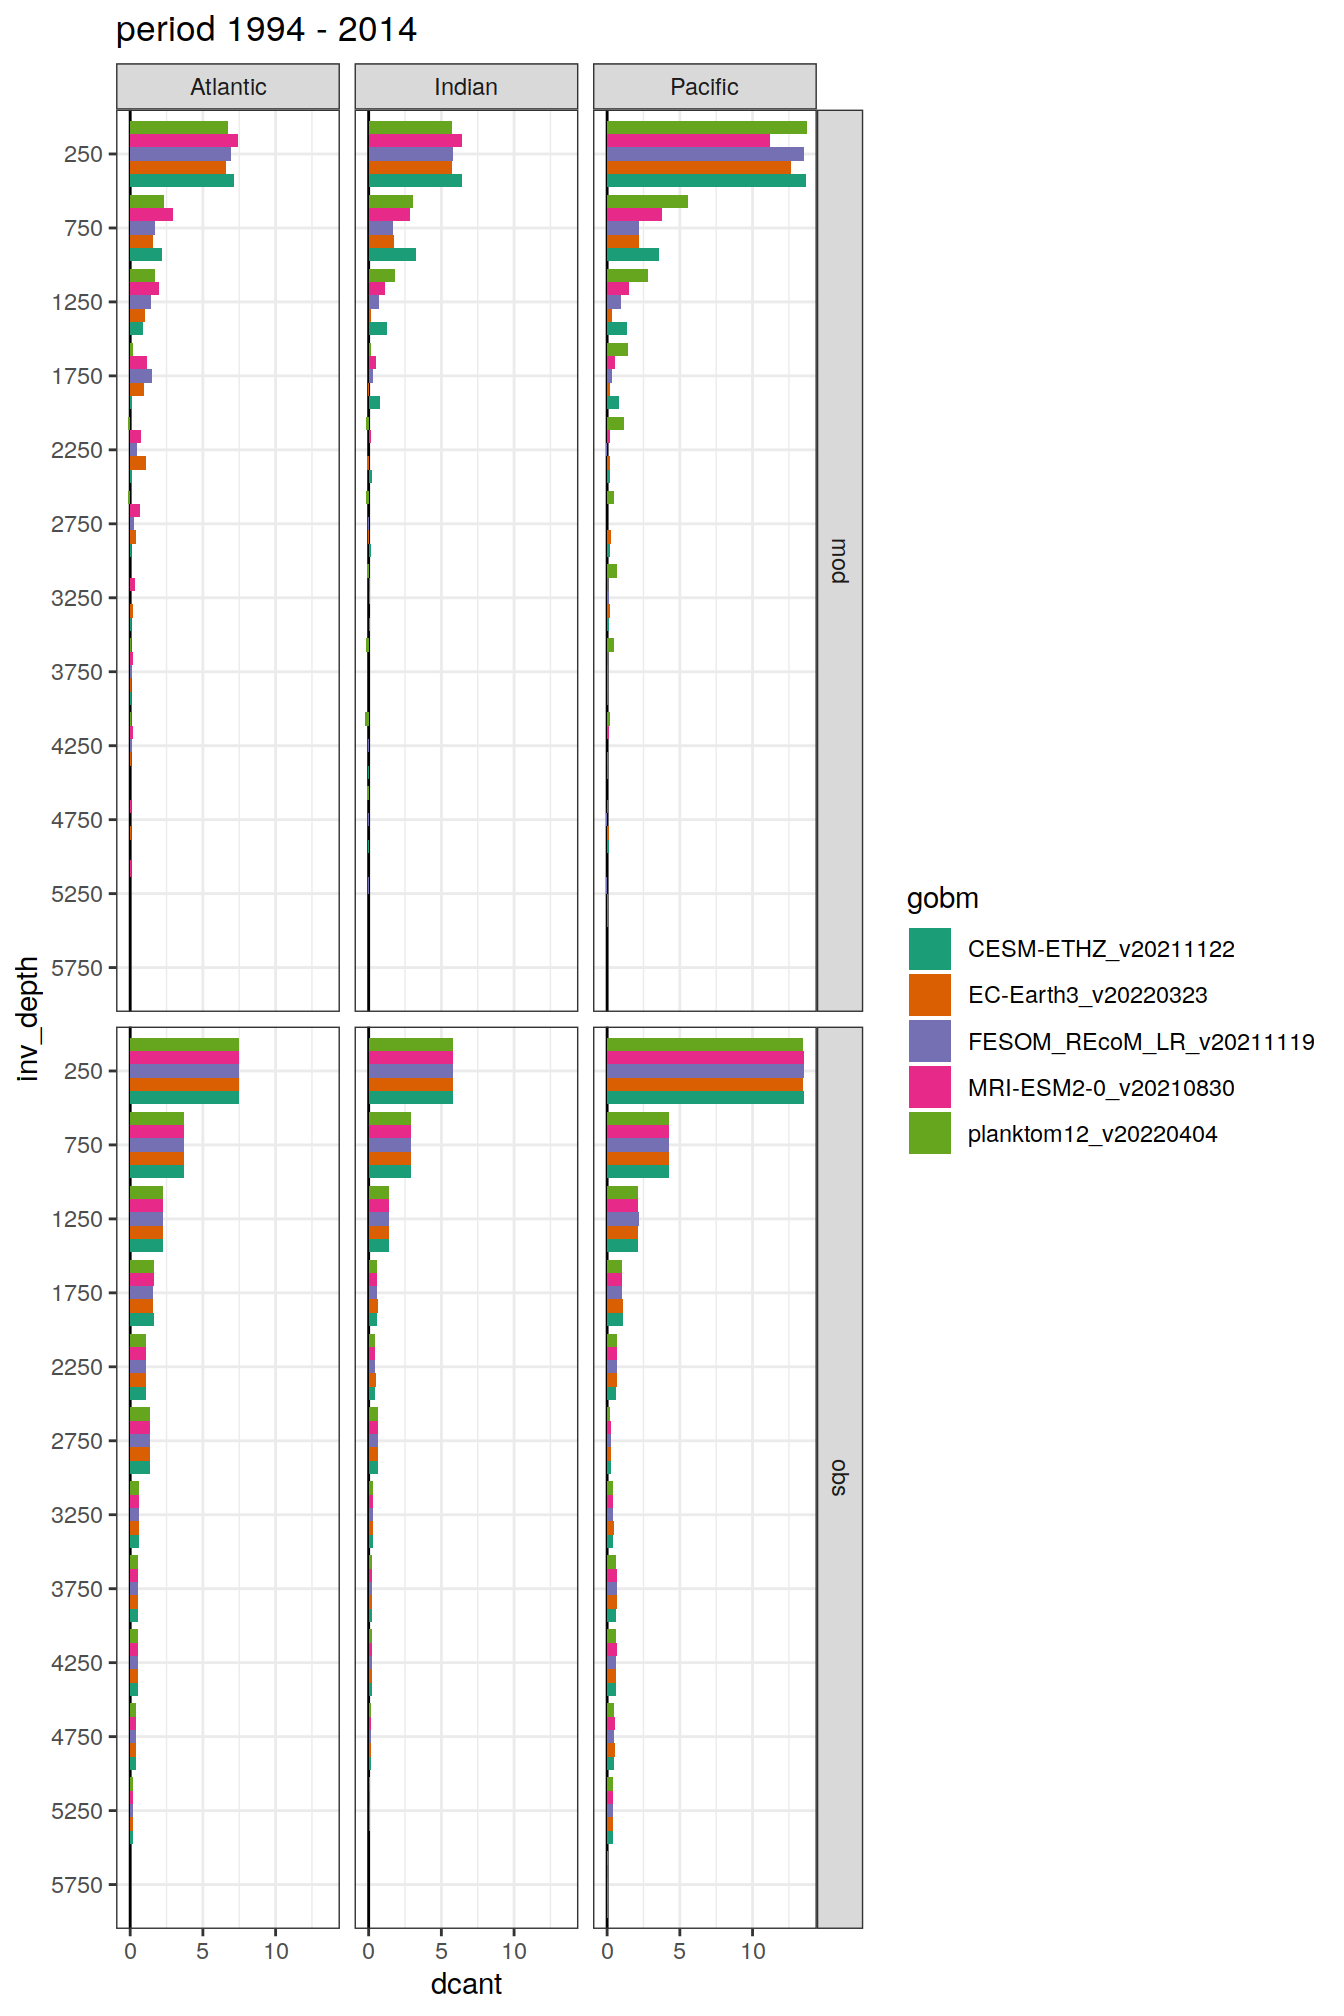 period 1994 - 2014
Atlantic
Indian
Pacific
250
750
1250
1750
2250
2750
3250
3750
4250
4750
5250
5750
mod
250
750
1250
1750
2250
2750
3250
3750
4250
4750
5250
5750
obs
inv_depth
0 5 10
0 5 10
0 5 10
dcant
gobm
CESM-ETHZ_v20211122
EC-Earth3_v20220323
FESOM_REcoM_LR_v20211119
MRI-ESM2-0_v20210830
planktom12_v20220404